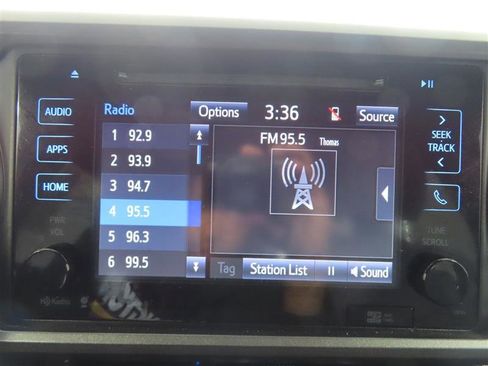 AUDIO
APPS
HOME
PWR
VOL
Radio
Options
3:36
Source
1 92.9
2 93.9
3 94.7
4 95.5
5 96.3
6 99.5
FM 95.5 Thomas
Tag
Station List
Sound
SEEK
TRACK
TUNE
SCROLL